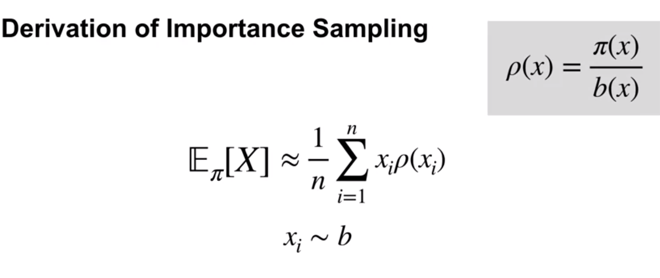 Derivation of Importance Sampling
ρ(x) = π(x) / b(x)
𝔼_π[X] ≈ 1/n ∑_{i=1}^{n} x_i ρ(x_i)
x_i ∼ b